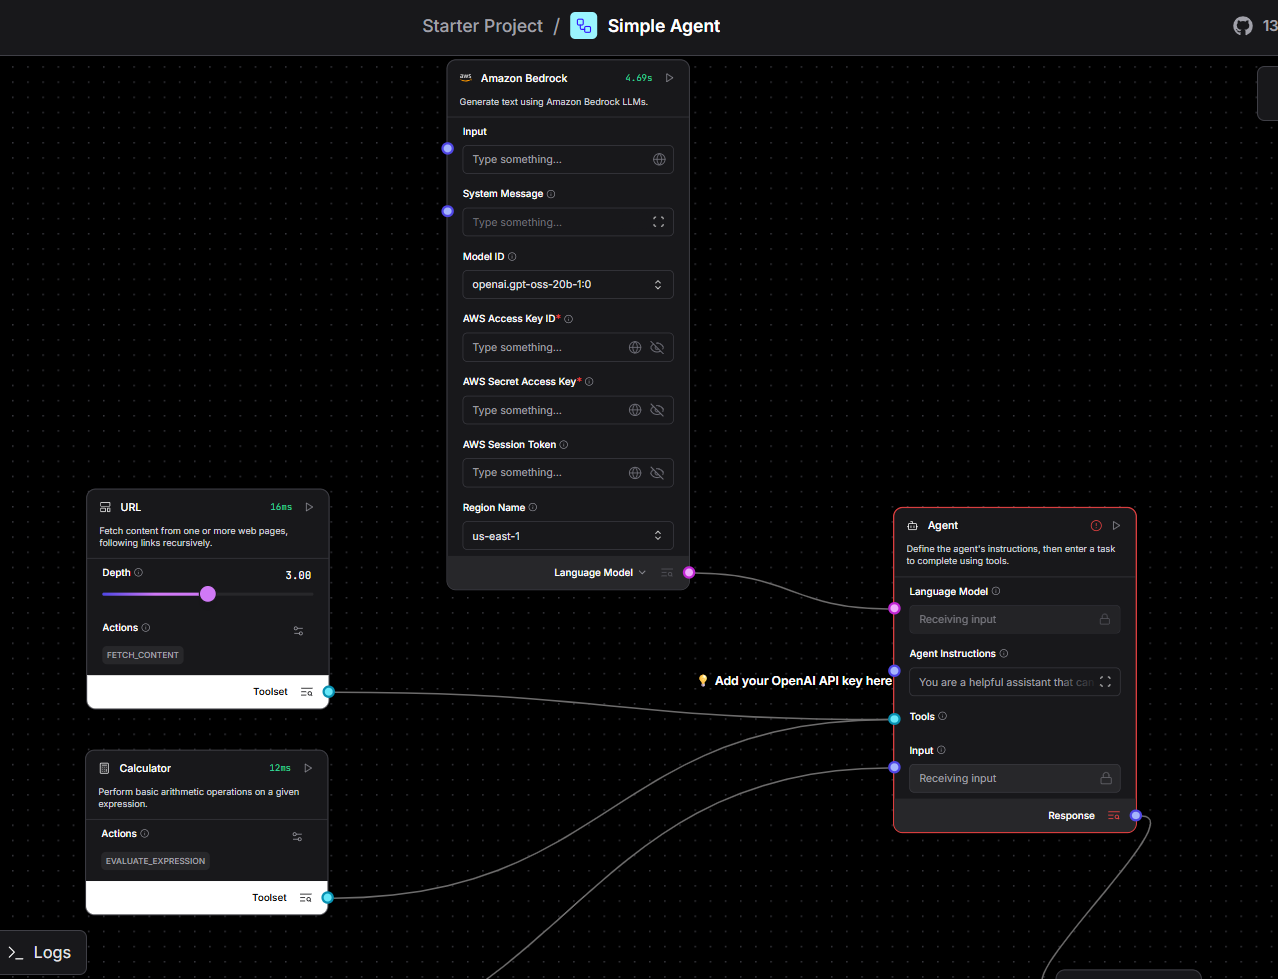 Starter Project / Simple Agent
13
aws Amazon Bedrock 4.69s
Generate text using Amazon Bedrock LLMs.
Input
Type something...
System Message
Type something...
Model ID
openai.gpt-oss-20b-1:0
AWS Access Key ID*
Type something...
AWS Secret Access Key*
Type something...
AWS Session Token
Type something...
Region Name
us-east-1
Language Model
URL 16ms
Fetch content from one or more web pages,
following links recursively.
Depth 3.00
Actions
FETCH_CONTENT
Toolset
Calculator 12ms
Perform basic arithmetic operations on a given
expression.
Actions
EVALUATE_EXPRESSION
Toolset
💡 Add your OpenAI API key here
Agent
Define the agent's instructions, then enter a task
to complete using tools.
Language Model
Receiving input
Agent Instructions
You are a helpful assistant that can
Tools
Input
Receiving input
Response
>_ Logs